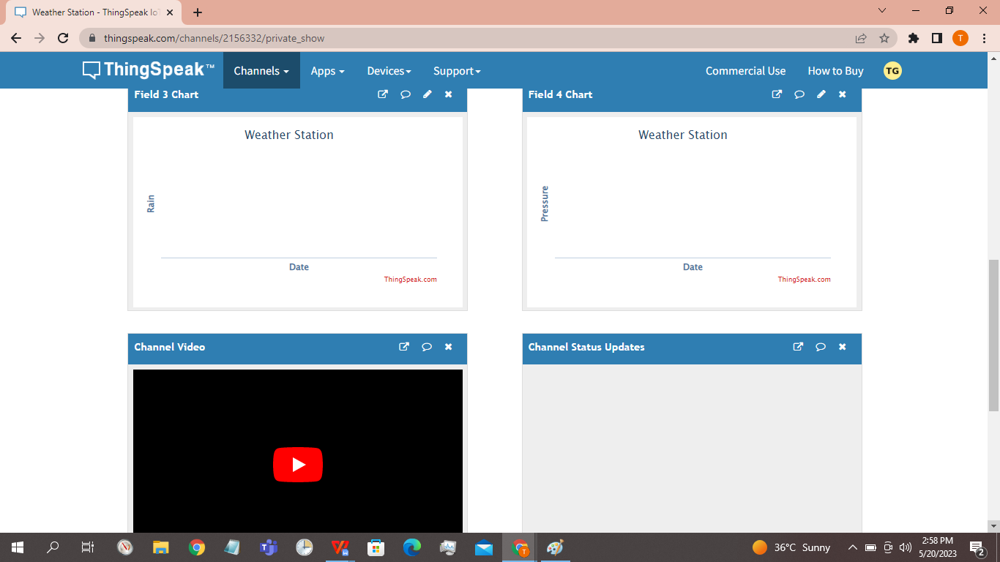 Weather Station - ThingSpeak Io
thingspeak.com/channels/2156332/private_show
T
ThingSpeak™
Channels
Apps
Devices
Support
Commercial Use
How to Buy
TG
Field 3 Chart
Weather Station
Rain
Date
ThingSpeak.com
Field 4 Chart
Weather Station
Pressure
Date
ThingSpeak.com
Channel Video
Channel Status Updates
T
36°C Sunny
2:58 PM
5/20/2023
2